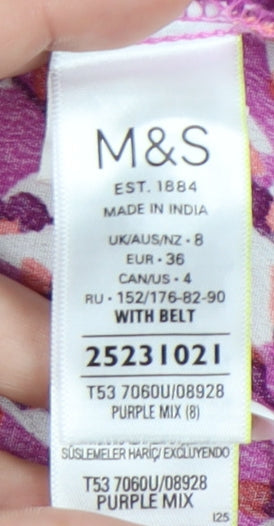 M&S
EST. 1884
MADE IN INDIA
UK/AUS/NZ - 8
EUR - 36
CAN/US - 4
RU - 152/176-82-90
WITH BELT
25231021
T53 7060U/08928
PURPLE MIX (8)
SÜSLEMELER HARİÇ/ EXCLUYENDO
T53 7060U/08928
PURPLE MIX
I25